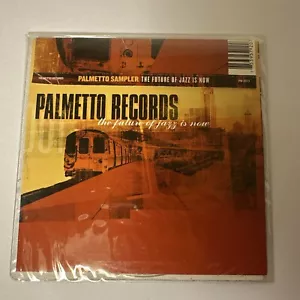 PALMETTO SAMPLER THE FUTURE OF JAZZ IS NOW
PALMETTO RECORDS
the future of jazz is now